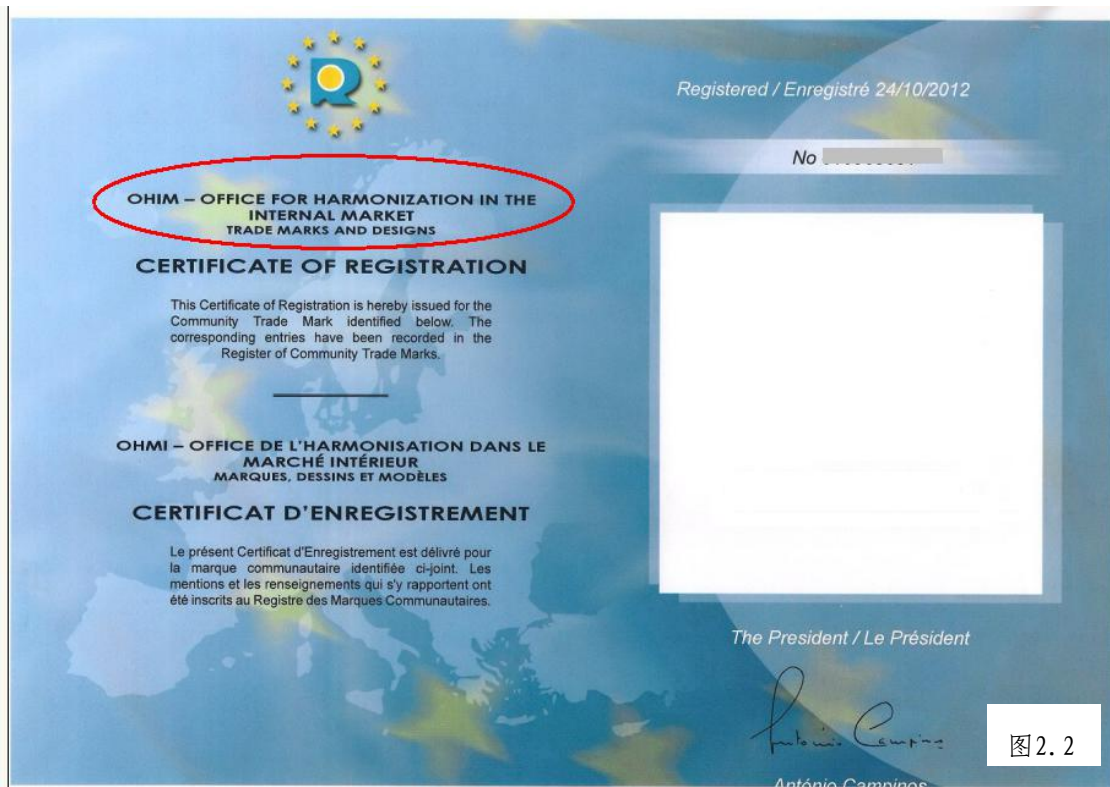 OHIM – OFFICE FOR HARMONIZATION IN THE
INTERNAL MARKET
TRADE MARKS AND DESIGNS
CERTIFICATE OF REGISTRATION
This Certificate of Registration is hereby issued for the
Community Trade Mark identified below. The
corresponding entries have been recorded in the
Register of Community Trade Marks.
OHMI – OFFICE DE L'HARMONISATION DANS LE
MARCHÉ INTÉRIEUR
MARQUES, DESSINS ET MODÈLES
CERTIFICAT D'ENREGISTREMENT
Le présent Certificat d'Enregistrement est délivré pour
la marque communautaire identifiée ci-joint. Les
mentions et les renseignements qui s'y rapportent ont
été inscrits au Registre des Marques Communautaires.
Registered / Enregistré 24/10/2012
No
The President / Le Président
António Campinos
António Campinos
图2.2